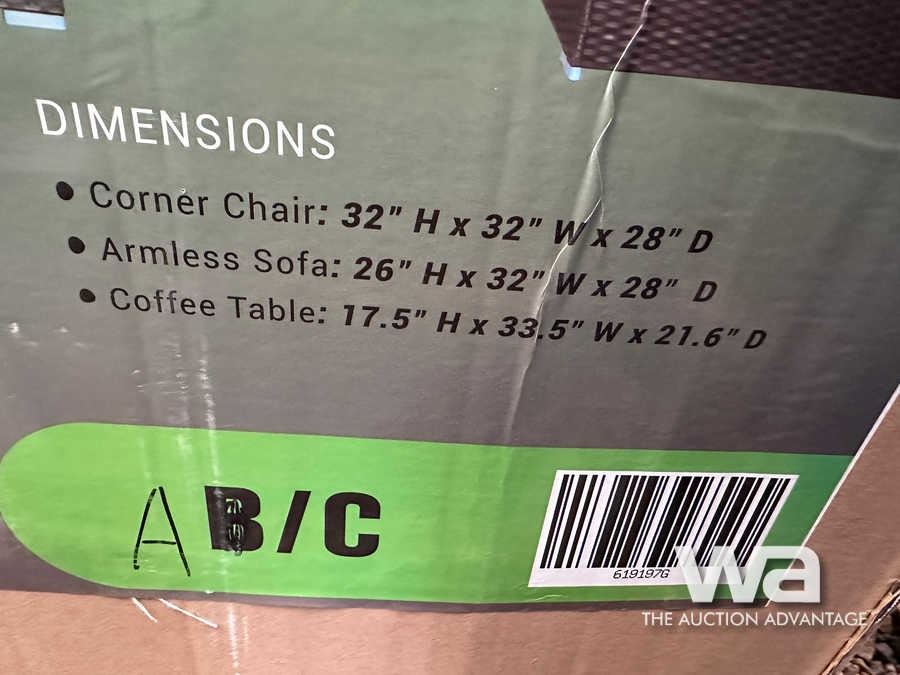 DIMENSIONS
• Corner Chair: 32" H x 32" W x 28" D
• Armless Sofa: 26" H x 32" W x 28" D
• Coffee Table: 17.5" H x 33.5" W x 21.6" D
A B/C
619197G
wa
THE AUCTION ADVANTAGE